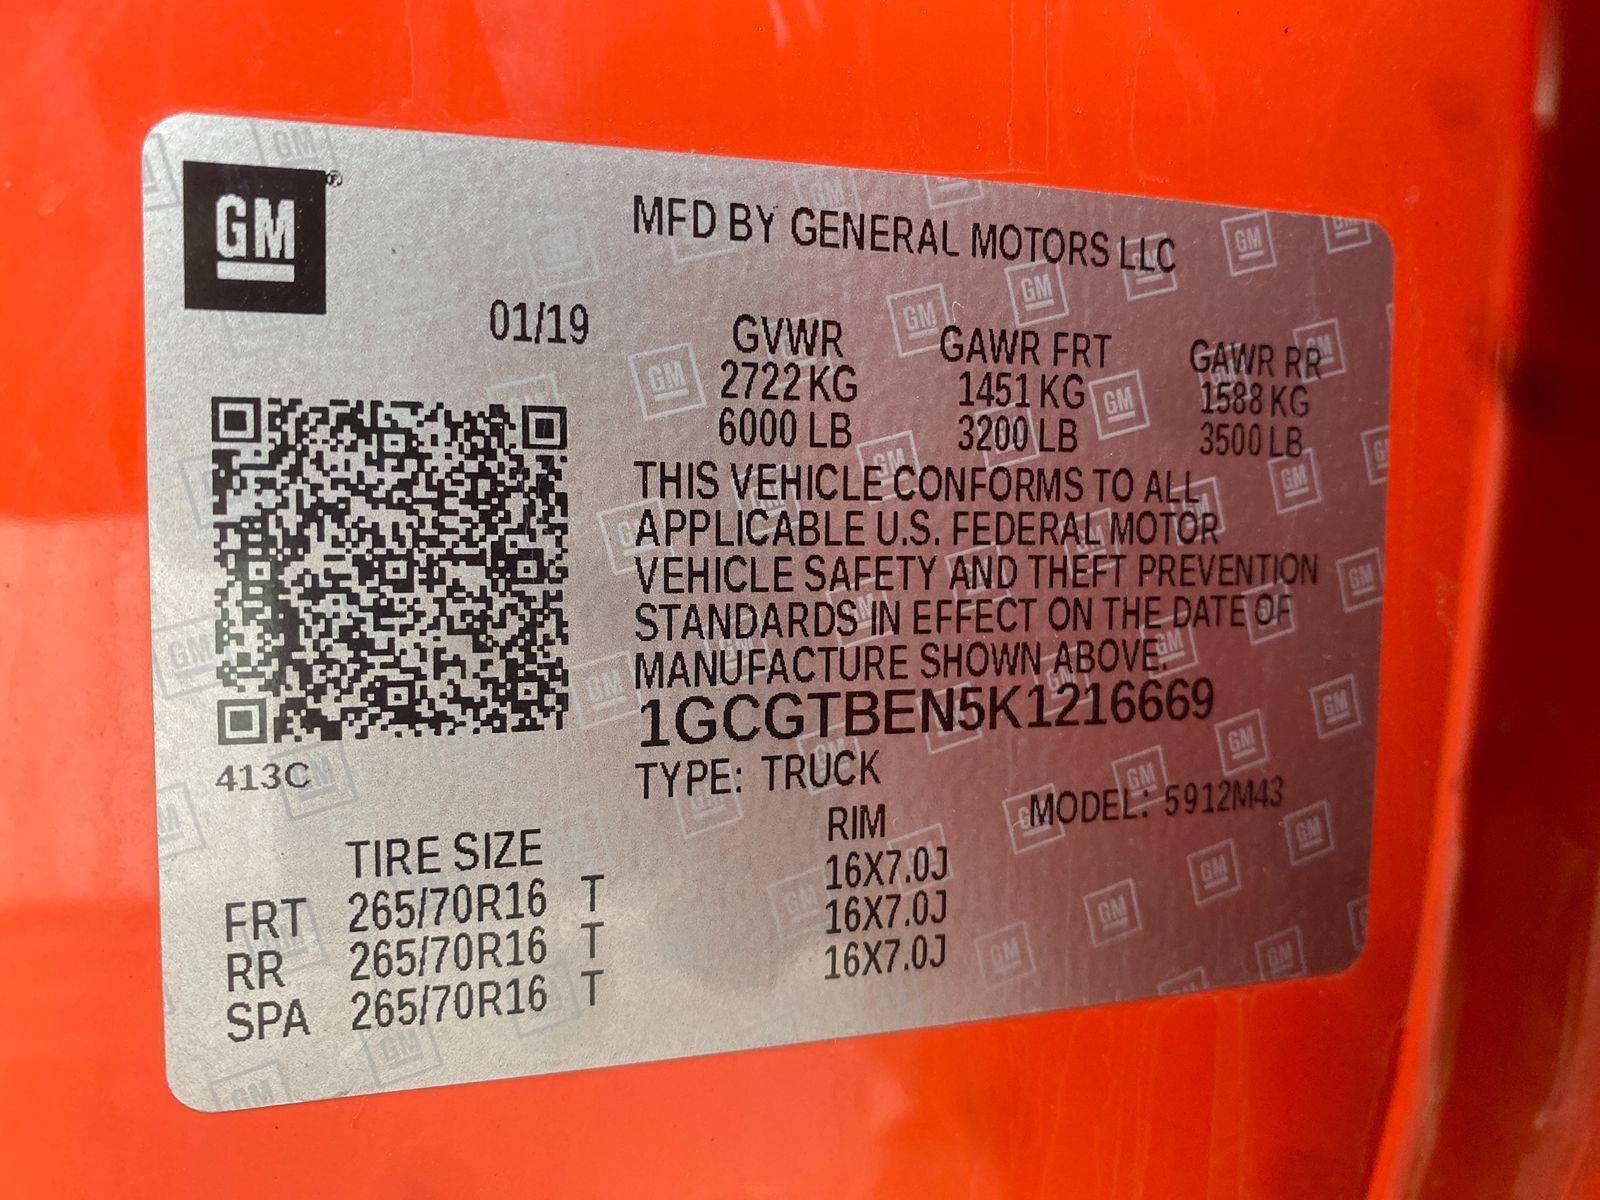 GM
MFD BY GENERAL MOTORS LLC
01/19
GVWR GAWR FRT GAWR RR
2722 KG 1451 KG 1588 KG
6000 LB 3200 LB 3500 LB
THIS VEHICLE CONFORMS TO ALL
APPLICABLE U.S. FEDERAL MOTOR
VEHICLE SAFETY AND THEFT PREVENTION
STANDARDS IN EFFECT ON THE DATE OF
MANUFACTURE SHOWN ABOVE.
1GCGTBEN5K1216669
413C
TYPE: TRUCK
MODEL: 5912M43
TIRE SIZE RIM
FRT 265/70R16 T 16X7.0J
RR 265/70R16 T 16X7.0J
SPA 265/70R16 T 16X7.0J